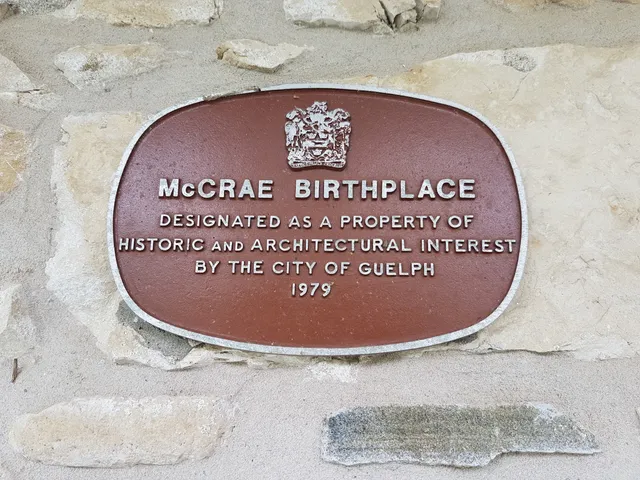 McCRAE BIRTHPLACE
DESIGNATED AS A PROPERTY OF
HISTORIC AND ARCHITECTURAL INTEREST
BY THE CITY OF GUELPH
1979